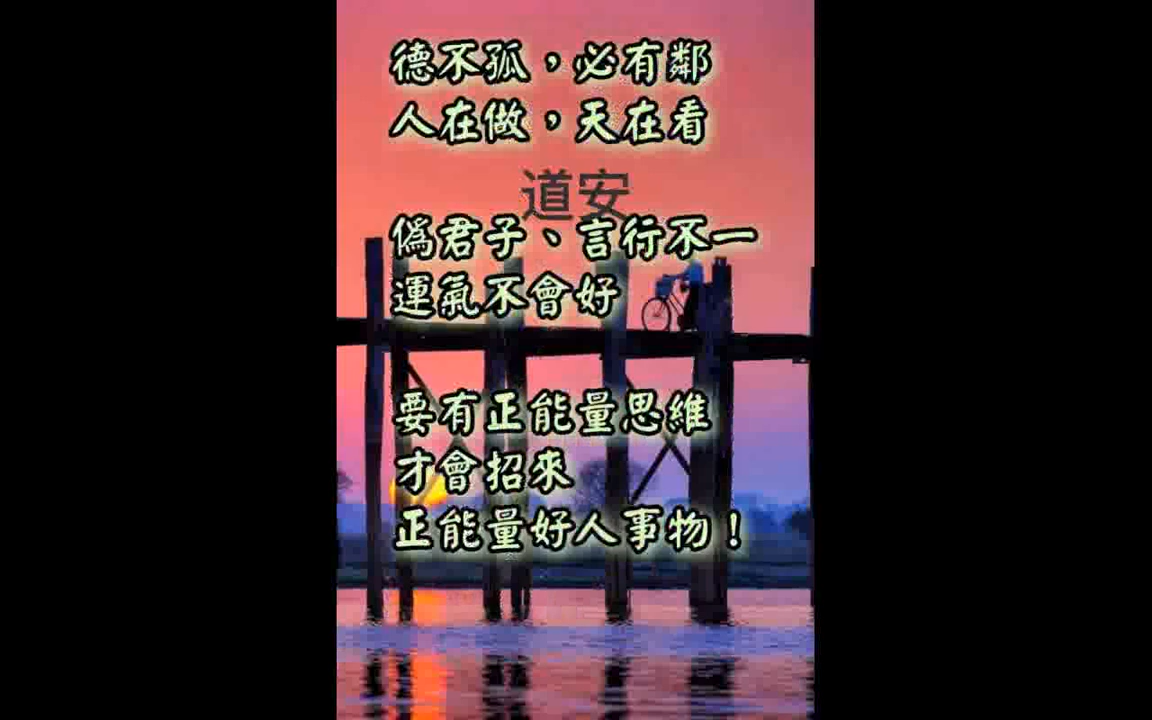 德不孤，必有鄰
人在做，天在看
道安
偽君子、言行不一
運氣不會好
要有正能量思維
才會招來
正能量好人事物！